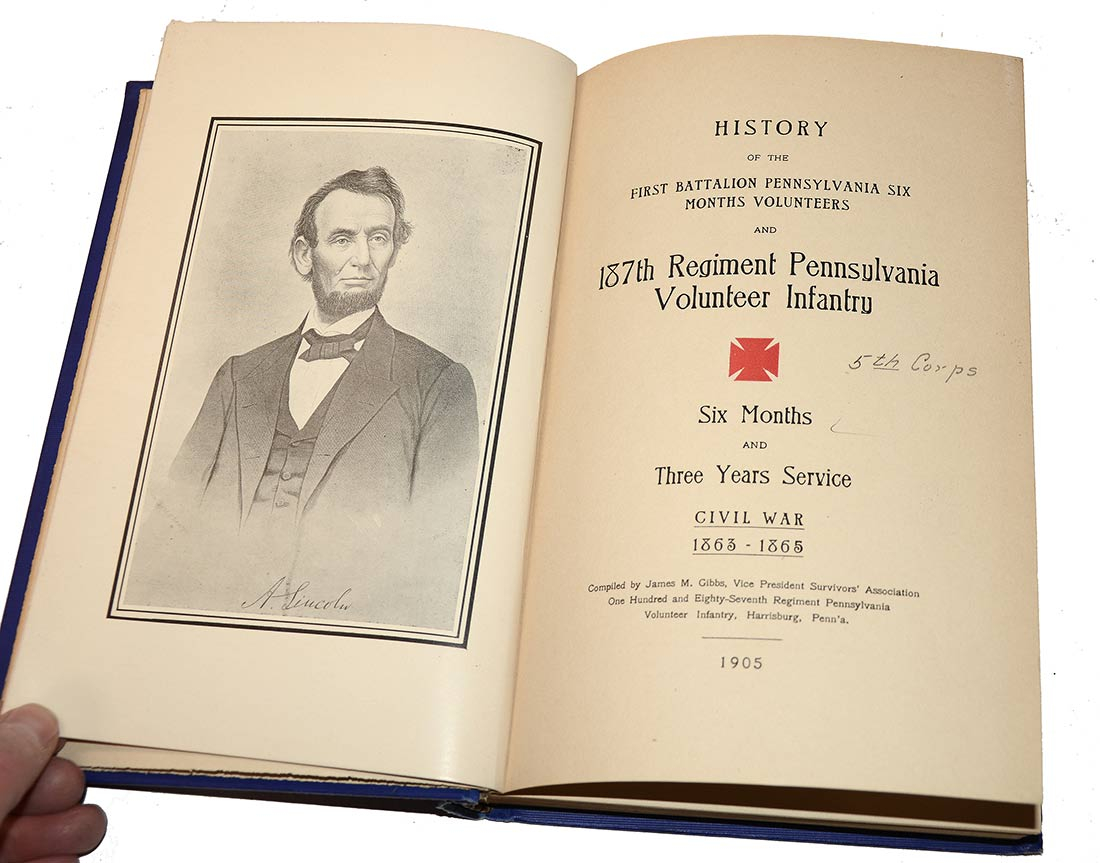 A. Lincoln
HISTORY
OF THE
FIRST BATTALION PENNSYLVANIA SIX
MONTHS VOLUNTEERS
AND
187th Regiment Pennsylvania
Volunteer Infantry
5th Corps
Six Months
AND
Three Years Service
CIVIL WAR
1863 - 1865
Compiled by James M. Gibbs, Vice President Survivors' Association
One Hundred and Eighty-Seventh Regiment Pennsylvania
Volunteer Infantry, Harrisburg, Penn'a.
1905